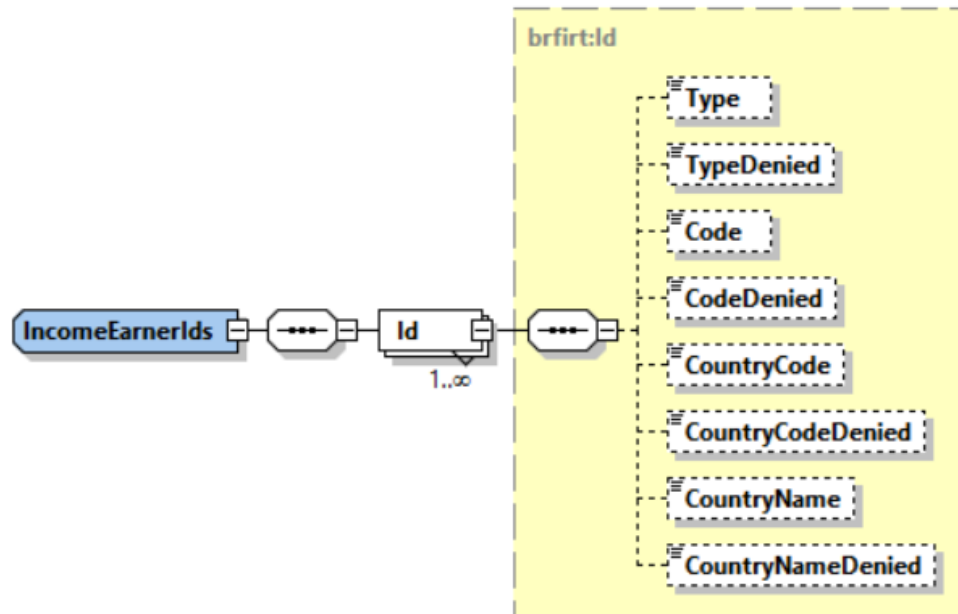 brfirt:Id
Type
TypeDenied
Code
CodeDenied
IncomeEarnerIds
Id
1..∞
CountryCode
CountryCodeDenied
CountryName
CountryNameDenied